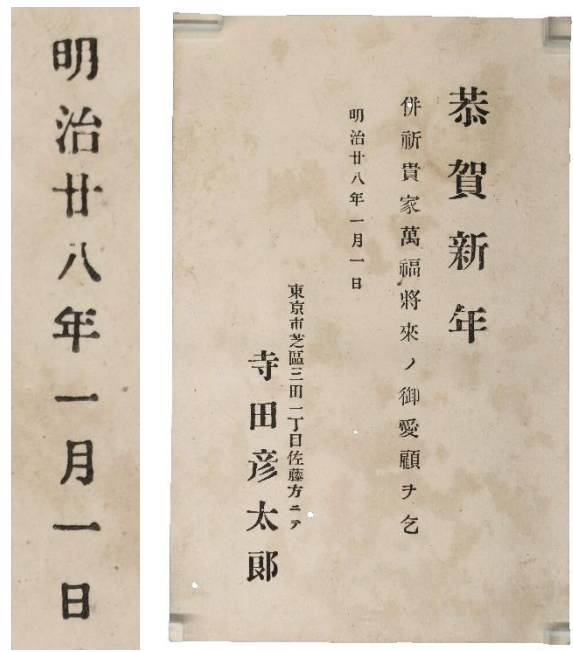 明治廿八年一月一日
恭賀新年
併祈貴家萬福將來ノ御愛顧ヲ乞
明治廿八年一月一日
東京市芝區三田一丁目佐藤方ニテ
寺田彦太郎